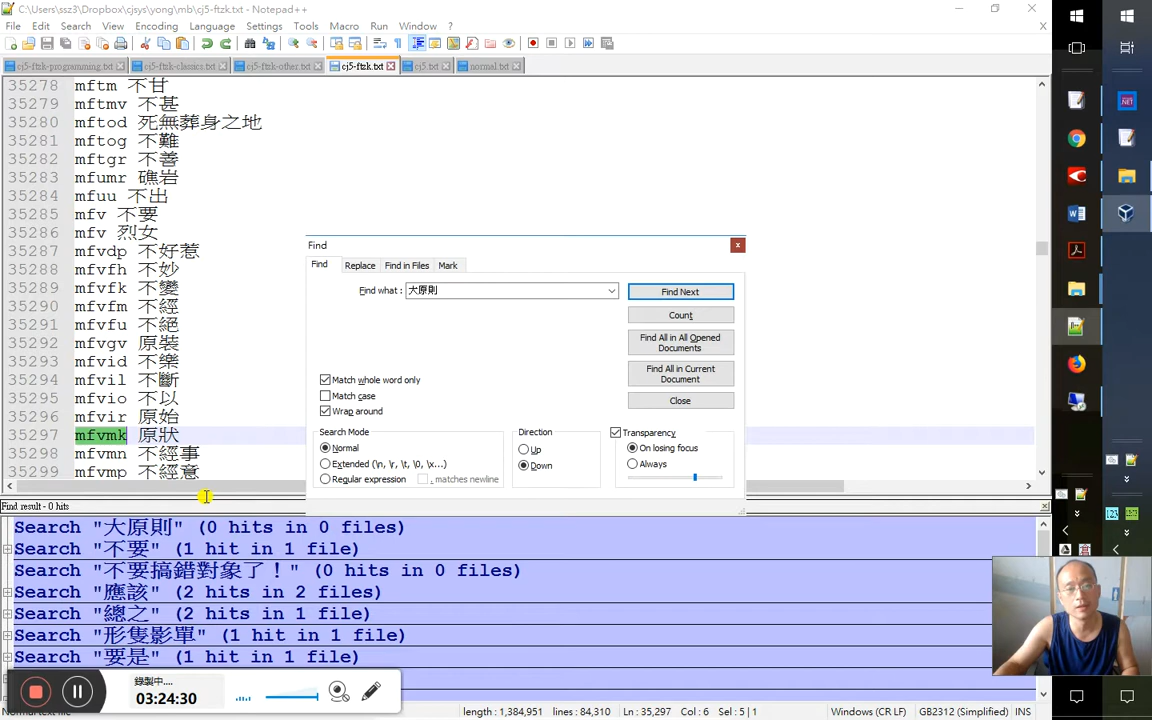 C:\Users\ssz3\Dropbox\cjsys\yong\mb\cj5-ftzk.txt - Notepad++
File Edit Search View Encoding Language Settings Tools Macro Run Window ?
cj5-ftzk-programming.txt cj5-ftzk-classics.txt cj5-ftzk-other.txt cj5-ftzk.txt cj5.txt normal.txt
35278 mftm 不甘
35279 mftmv 不甚
35280 mftod 死無葬身之地
35281 mftog 不難
35282 mftgr 不善
35283 mfumr 礁岩
35284 mfuu 不出
35285 mfv 不要
35286 mfv 烈女
35287 mfvdp 不好惹
35288 mfvfh 不妙
35289 mfvfk 不變
35290 mfvfm 不經
35291 mfvfu 不絕
35292 mfvgv 原裝
35293 mfvid 不樂
35294 mfvil 不斷
35295 mfvio 不以
35296 mfvir 原始
35297 mfvmk 原狀
35298 mfvmn 不經事
35299 mfvmp 不經意
Find
Find Replace Find in Files Mark
Find what : 大原則
Find Next
Count
Find All in All Opened Documents
Find All in Current Document
Close
Match whole word only
Match case
Wrap around
Search Mode
Normal
Extended (\n, \r, \t, \0, \x...)
Regular expression . matches newline
Direction
Up
Down
Transparency
On losing focus
Always
Find result - 0 hits
Search "大原則" (0 hits in 0 files)
Search "不要" (1 hit in 1 file)
Search "不要搞錯對象了！" (0 hits in 0 files)
Search "應該" (2 hits in 2 files)
Search "總之" (2 hits in 1 file)
Search "形隻影單" (1 hit in 1 file)
Search "要是" (1 hit in 1 file)
錄製中....
03:24:30
Normal text file length : 1,384,951 lines : 84,310 Ln : 35,297 Col : 6 Sel : 5 | 1 Windows (CR LF) GB2312 (Simplified) INS